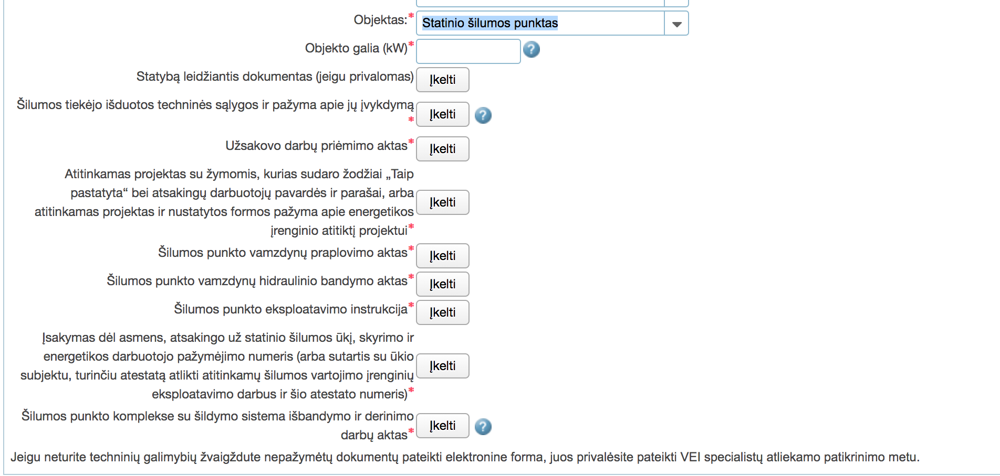 Objektas:* Statinio šilumos punktas
Objekto galia (kW)* ?
Statybą leidžiantis dokumentas (jeigu privalomas) Įkelti
Šilumos tiekėjo išduotos techninės sąlygos ir pažyma apie jų įvykdymą
* Įkelti ?
Užsakovo darbų priėmimo aktas* Įkelti
Atitinkamas projektas su žymomis, kurias sudaro žodžiai „Taip
pastatyta“ bei atsakingų darbuotojų pavardės ir parašai, arba
atitinkamas projektas ir nustatytos formos pažyma apie energetikos
įrenginio atitiktį projektui* Įkelti
Šilumos punkto vamzdynų praplovimo aktas* Įkelti
Šilumos punkto vamzdynų hidraulinio bandymo aktas* Įkelti
Šilumos punkto eksploatavimo instrukcija* Įkelti
Įsakymas dėl asmens, atsakingo už statinio šilumos ūkį, skyrimo ir
energetikos darbuotojo pažymėjimo numeris (arba sutartis su ūkio
subjektu, turinčiu atestatą atlikti atitinkamų šilumos vartojimo įrenginių
eksploatavimo darbus ir šio atestato numeris)* Įkelti
Šilumos punkto komplekse su šildymo sistema išbandymo ir derinimo
darbų aktas* Įkelti ?
Jeigu neturite techninių galimybių žvaigždute nepažymėtų dokumentų pateikti elektronine forma, juos privalėsite pateikti VEI specialistų atliekamo patikrinimo metu.